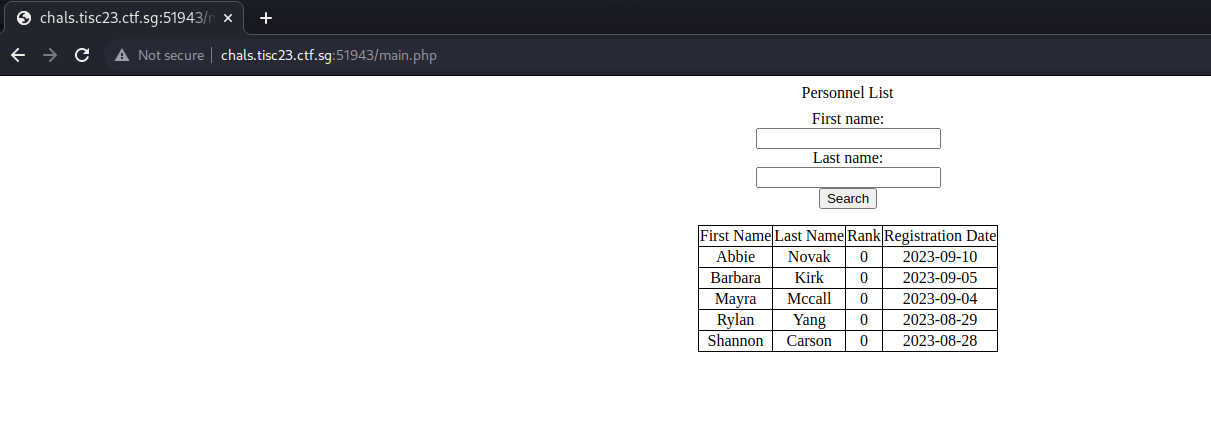 chals.tisc23.ctf.sg:51943/m
Not secure chals.tisc23.ctf.sg:51943/main.php
Personnel List
First name:
Last name:
Search
First Name Last Name Rank Registration Date
Abbie Novak 0 2023-09-10
Barbara Kirk 0 2023-09-05
Mayra Mccall 0 2023-09-04
Rylan Yang 0 2023-08-29
Shannon Carson 0 2023-08-28